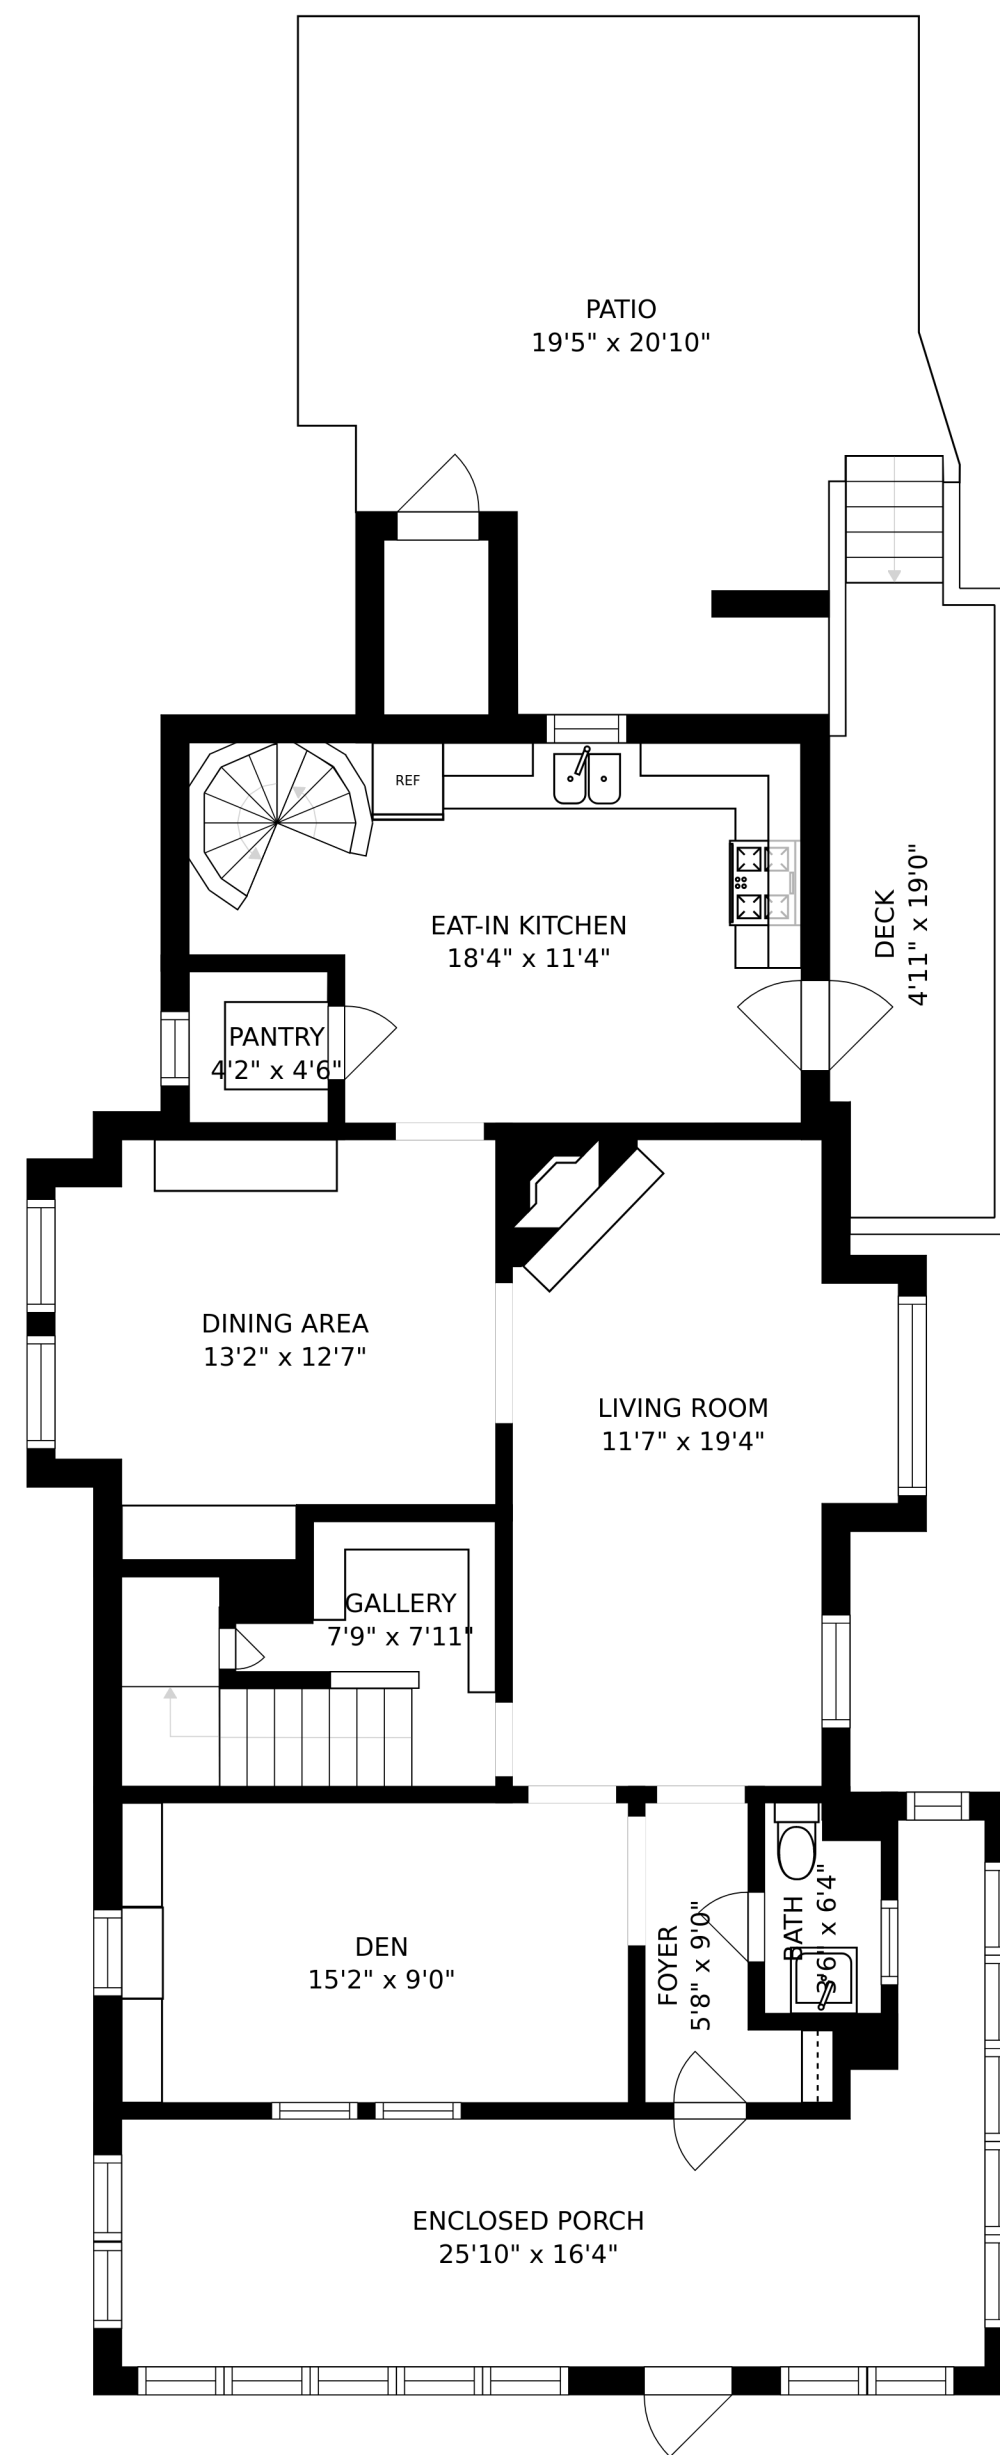 PATIO
19'5" x 20'10"
REF
EAT-IN KITCHEN
18'4" x 11'4"
DECK
4'11" x 19'0"
PANTRY
4'2" x 4'6"
DINING AREA
13'2" x 12'7"
LIVING ROOM
11'7" x 19'4"
GALLERY
7'9" x 7'11"
DEN
15'2" x 9'0"
FOYER
5'8" x 9'0"
BATH
3'6" x 6'4"
ENCLOSED PORCH
25'10" x 16'4"